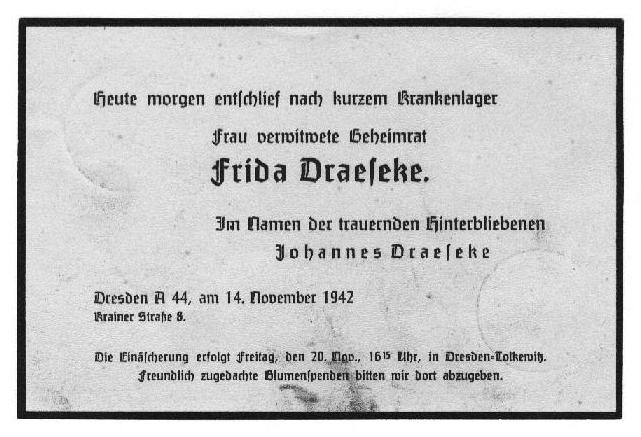 Heute morgen entschlief nach kurzem Krankenlager
Frau verwitwete Geheimrat
Frida Draeseke.
Im Namen der trauernden Hinterbliebenen
Johannes Draeseke
Dresden A 44, am 14. November 1942
Krainer Straße 8.
Die Einäscherung erfolgt Freitag, den 20. Nov., 16¹⁵ Uhr, in Dresden-Tolkewitz.
Freundlich zugedachte Blumenspenden bitten wir dort abzugeben.